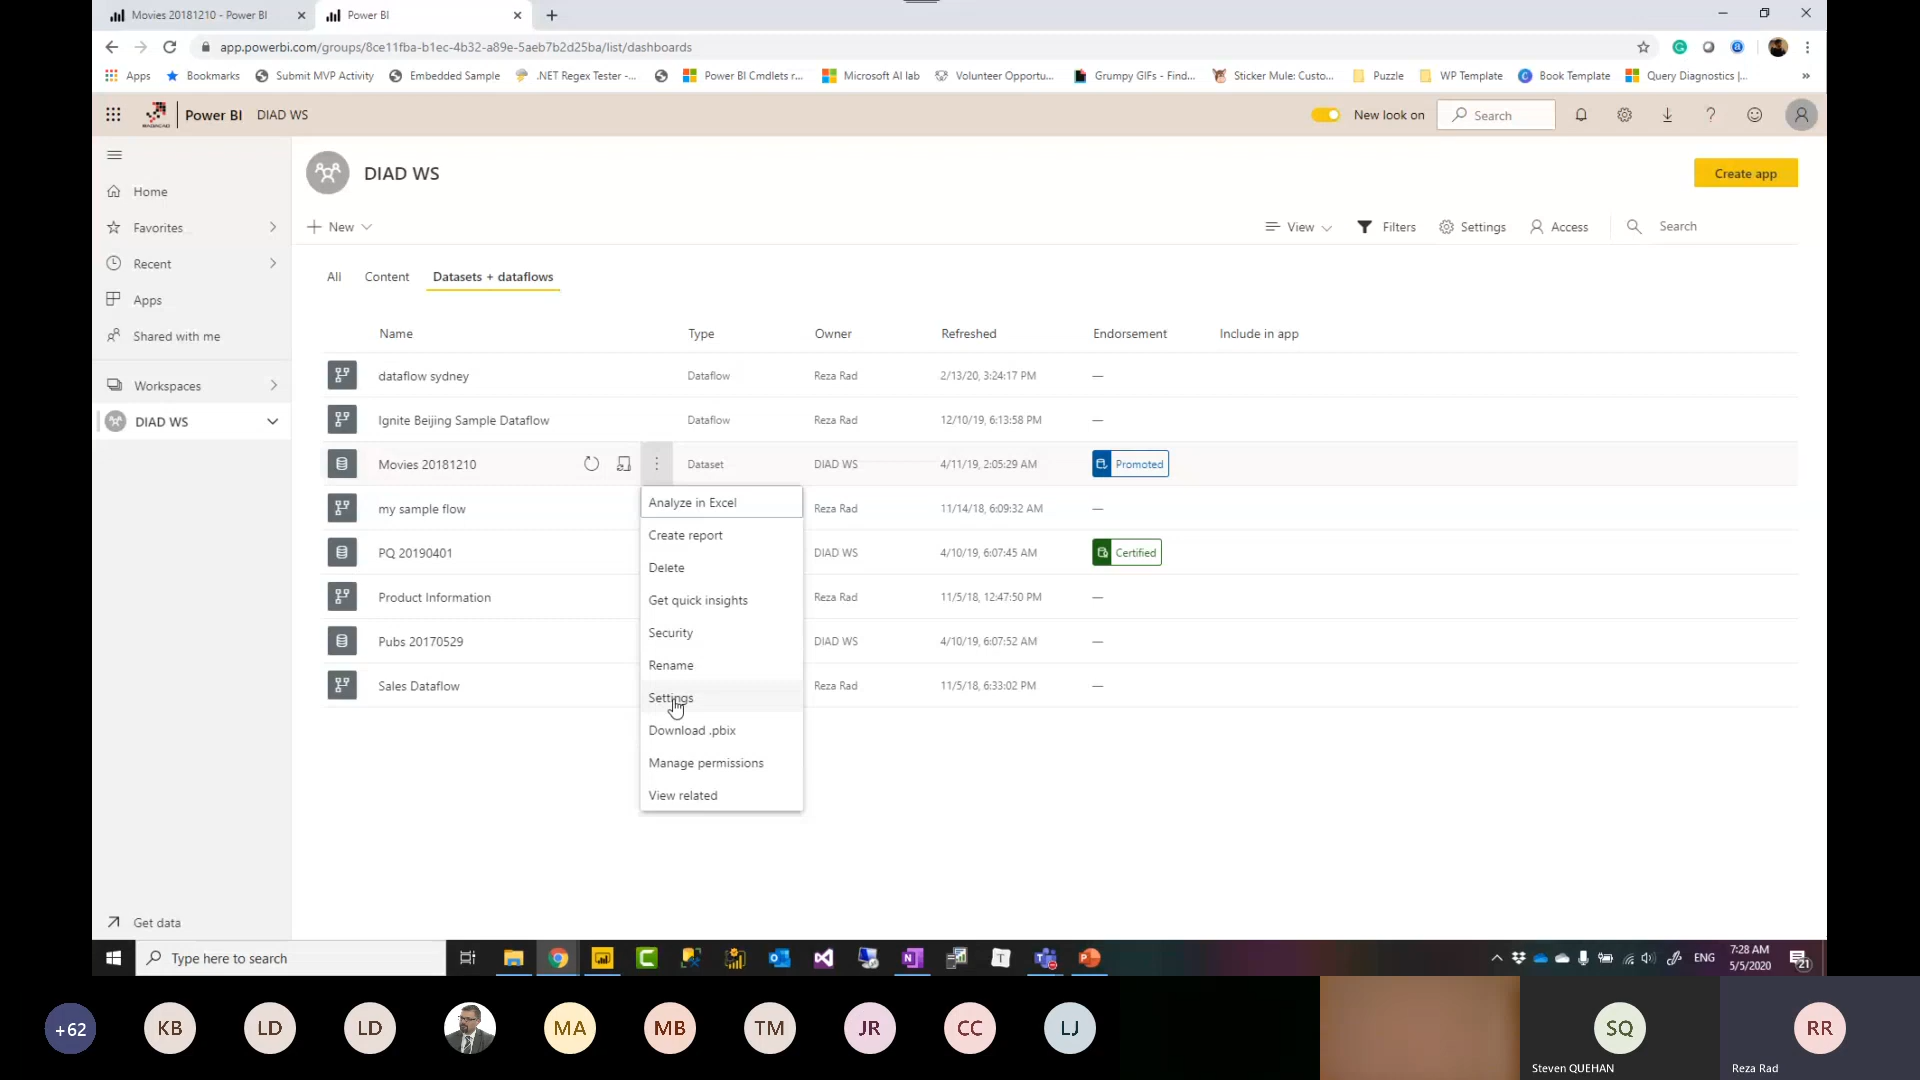 Movies 20181210 - Power BI
Power BI
app.powerbi.com/groups/8ce11fba-b1ec-4b32-a89e-5aeb7b2d25ba/list/dashboards
Apps
Bookmarks
Submit MVP Activity
Embedded Sample
.NET Regex Tester -...
Power BI Cmdlets r...
Microsoft AI lab
Volunteer Opportu...
Grumpy GIFs - Find...
Sticker Mule: Custo...
Puzzle
WP Template
Book Template
Query Diagnostics |...
Power BI
DIAD WS
New look on
Search
DIAD WS
Create app
Home
Favorites
Recent
Apps
Shared with me
Workspaces
DIAD WS
Get data
New
View
Filters
Settings
Access
Search
All
Content
Datasets + dataflows
Name Type Owner Refreshed Endorsement Include in app
dataflow sydney Dataflow Reza Rad 2/13/20, 3:24:17 PM —
Ignite Beijing Sample Dataflow Dataflow Reza Rad 12/10/19, 6:13:58 PM —
Movies 20181210 Dataset DIAD WS 4/11/19, 2:05:29 AM Promoted
my sample flow Reza Rad 11/14/18, 6:09:32 AM —
PQ 20190401 DIAD WS 4/10/19, 6:07:45 AM Certified
Product Information Reza Rad 11/5/18, 12:47:50 PM —
Pubs 20170529 DIAD WS 4/10/19, 6:07:52 AM —
Sales Dataflow Reza Rad 11/5/18, 6:33:02 PM —
Analyze in Excel
Create report
Delete
Get quick insights
Security
Rename
Settings
Download .pbix
Manage permissions
View related
Type here to search
ENG
7:28 AM
5/5/2020
21
+62
KB
LD
LD
MA
MB
TM
JR
CC
LJ
SQ
Steven QUEHAN
RR
Reza Rad